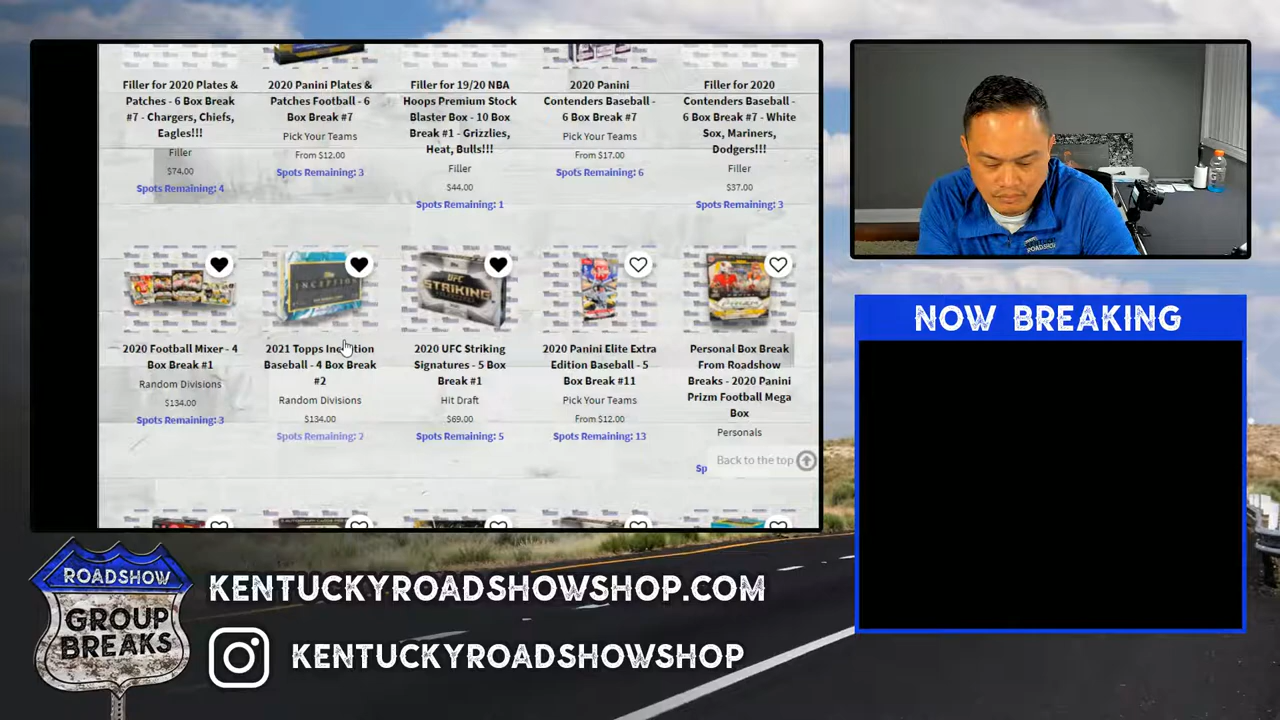 Filler for 2020 Plates &
Patches - 6 Box Break
#7 - Chargers, Chiefs,
Eagles!!!
Filler
$74.00
Spots Remaining: 4
2020 Panini Plates &
Patches Football - 6
Box Break #7
Pick Your Teams
From $12.00
Spots Remaining: 3
Filler for 19/20 NBA
Hoops Premium Stock
Blaster Box - 10 Box
Break #1 - Grizzlies,
Heat, Bulls!!!
Filler
$44.00
Spots Remaining: 1
2020 Panini
Contenders Baseball -
6 Box Break #7
Pick Your Teams
From $17.00
Spots Remaining: 6
Filler for 2020
Contenders Baseball -
6 Box Break #7 - White
Sox, Mariners,
Dodgers!!!
Filler
$37.00
Spots Remaining: 3
2020 Football Mixer - 4
Box Break #1
Random Divisions
$134.00
Spots Remaining: 3
INCEPTION
2021 Topps Inception
Baseball - 4 Box Break
#2
Random Divisions
$134.00
Spots Remaining: 2
UFC
STRIKING
2020 UFC Striking
Signatures - 5 Box
Break #1
Hit Draft
$69.00
Spots Remaining: 5
2020 Panini Elite Extra
Edition Baseball - 5
Box Break #11
Pick Your Teams
From $12.00
Spots Remaining: 13
PRIZM
Personal Box Break
From Roadshow
Breaks - 2020 Panini
Prizm Football Mega
Box
Personals
Sp
Back to the top
NOW BREAKING
ROADSHOW
GROUP
BREAKS
KENTUCKYROADSHOWSHOP.COM
KENTUCKYROADSHOWSHOP